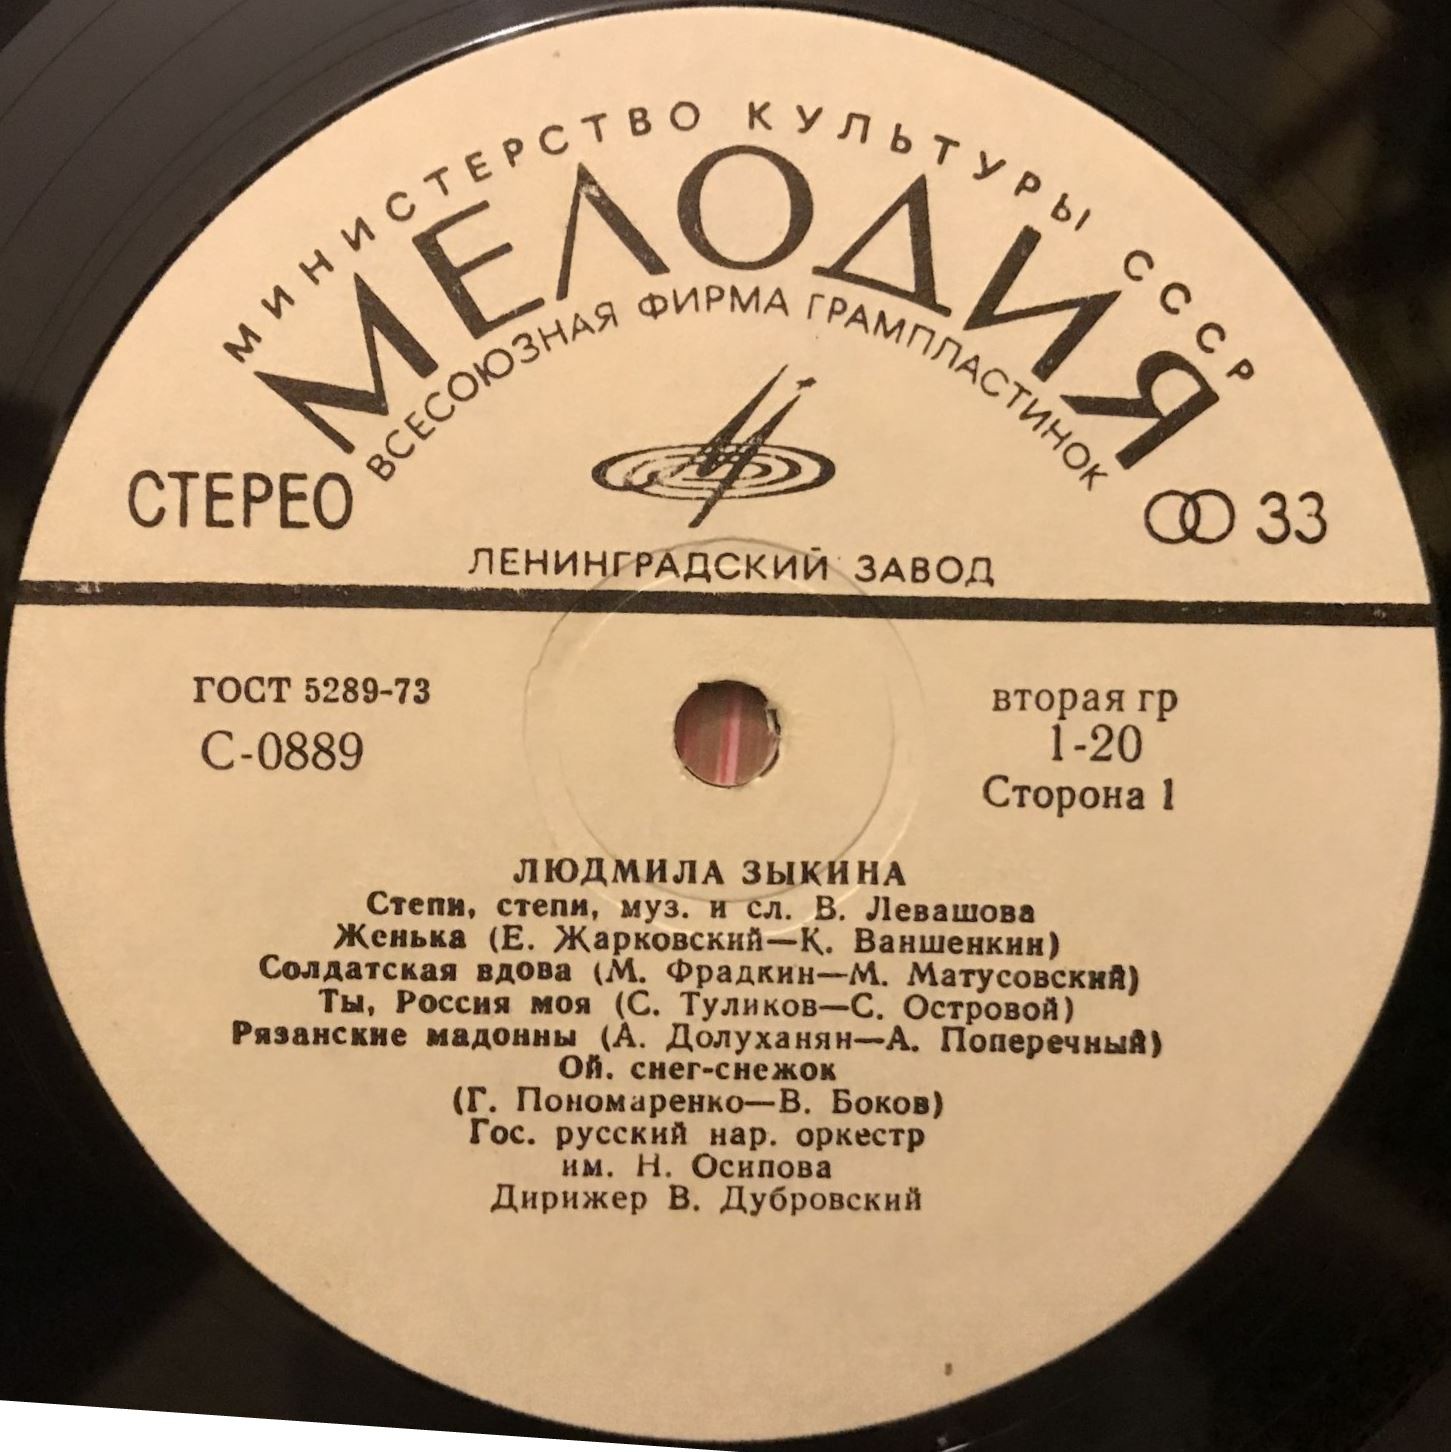 МИНИСТЕРСТВО КУЛЬТУРЫ СССР
МЕЛОДИЯ
ВСЕСОЮЗНАЯ ФИРМА ГРАМПЛАСТИНОК
СТЕРЕО
33
ЛЕНИНГРАДСКИЙ ЗАВОД
ГОСТ 5289-73
С-0889
вторая гр
1-20
Сторона 1
ЛЮДМИЛА ЗЫКИНА
Степи, степи, муз. и сл. В. Левашова
Женька (Е. Жарковский—К. Ваншенкин)
Солдатская вдова (М. Фрадкин—М. Матусовский)
Ты, Россия моя (С. Туликов—С. Островой)
Рязанские мадонны (А. Долуханян—А. Поперечный)
Ой. снег-снежок
(Г. Пономаренко—В. Боков)
Гос. русский нар. оркестр
им. Н. Осипова
Дирижер В. Дубровский